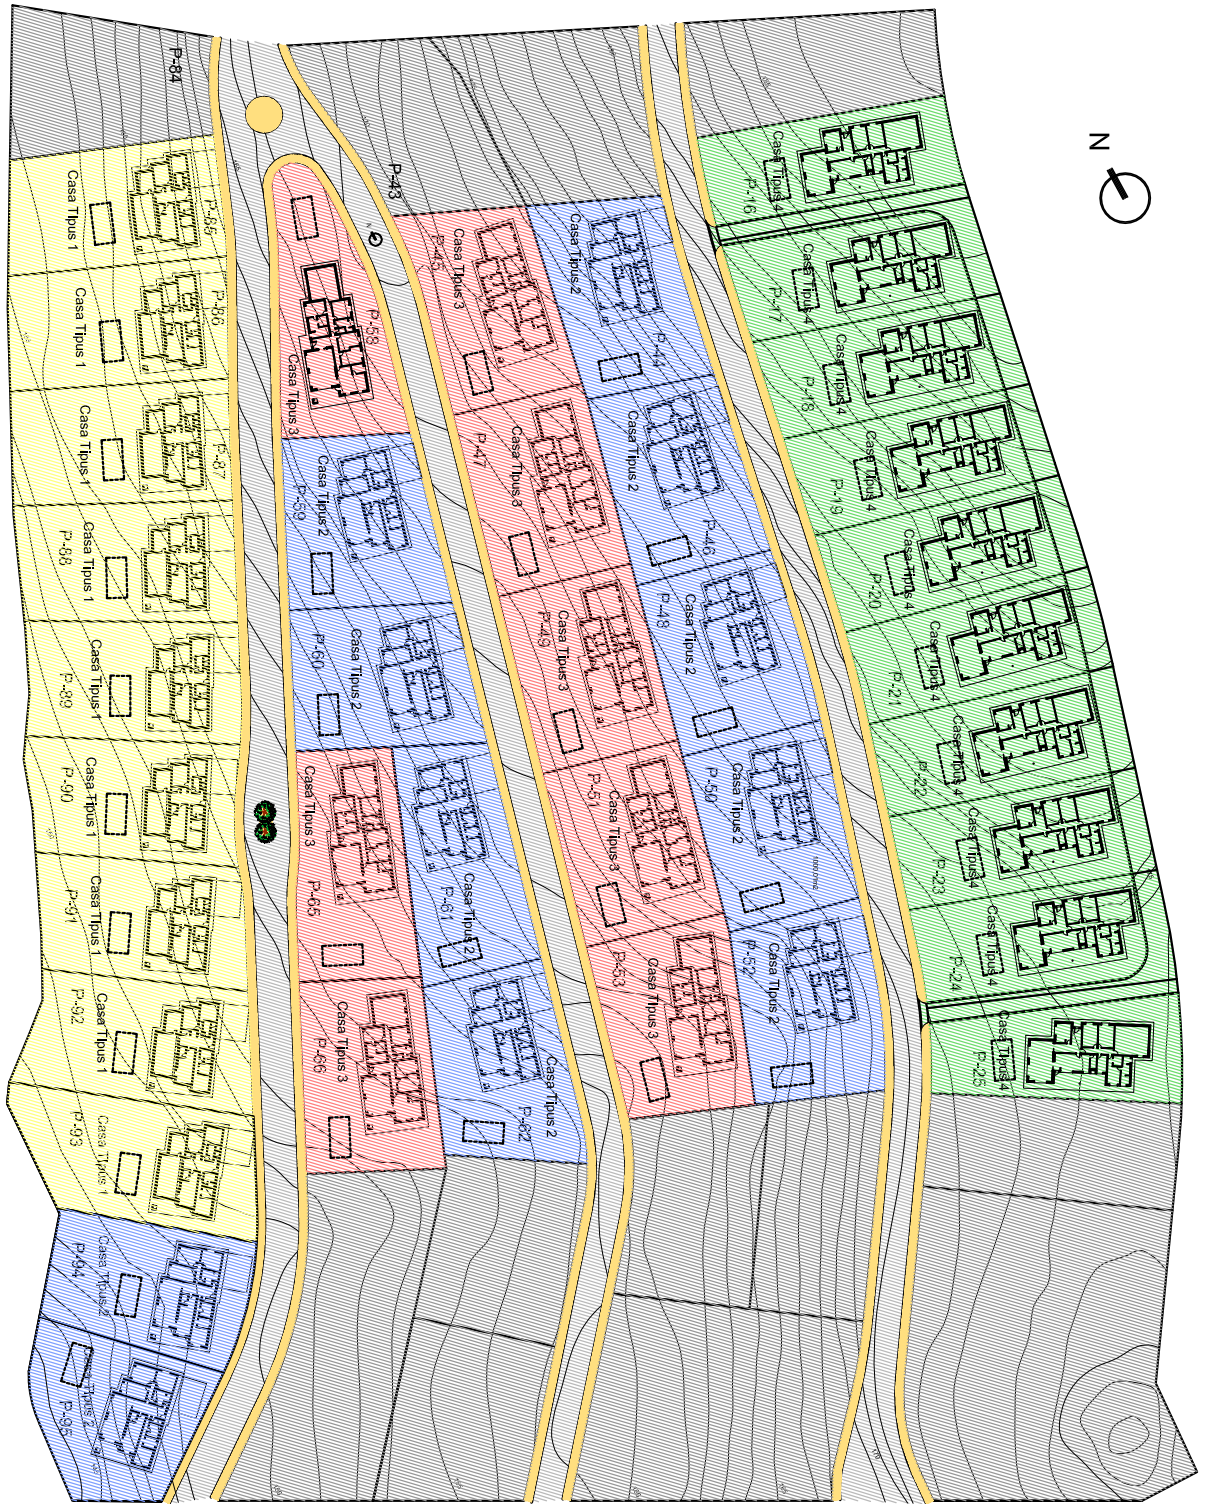 N
P-84
P-43
P-16
Casa Tipus 4
P-17
Casa Tipus 4
P-18
Casa Tipus 4
P-19
Casa Tipus 4
P-20
Casa Tipus 4
P-21
Casa Tipus 4
P-22
Casa Tipus 4
P-23
Casa Tipus 4
P-24
Casa Tipus 4
P-25
Casa Tipus 4
P-44
Casa Tipus 2
P-46
Casa Tipus 2
P-48
Casa Tipus 2
P-50
Casa Tipus 2
P-52
Casa Tipus 2
P-45
Casa Tipus 3
P-47
Casa Tipus 3
P-49
Casa Tipus 3
P-51
Casa Tipus 3
P-53
Casa Tipus 3
P-58
Casa Tipus 3
P-59
Casa Tipus 2
P-60
Casa Tipus 2
P-61
Casa Tipus 2
P-62
Casa Tipus 2
P-65
Casa Tipus 3
P-66
Casa Tipus 3
P-85
Casa Tipus 1
P-86
Casa Tipus 1
P-87
Casa Tipus 1
P-88
Casa Tipus 1
P-89
Casa Tipus 1
P-90
Casa Tipus 1
P-91
Casa Tipus 1
P-92
Casa Tipus 1
P-93
Casa Tipus 1
P-94
Casa Tipus 2
P-95
Casa Tipus 2